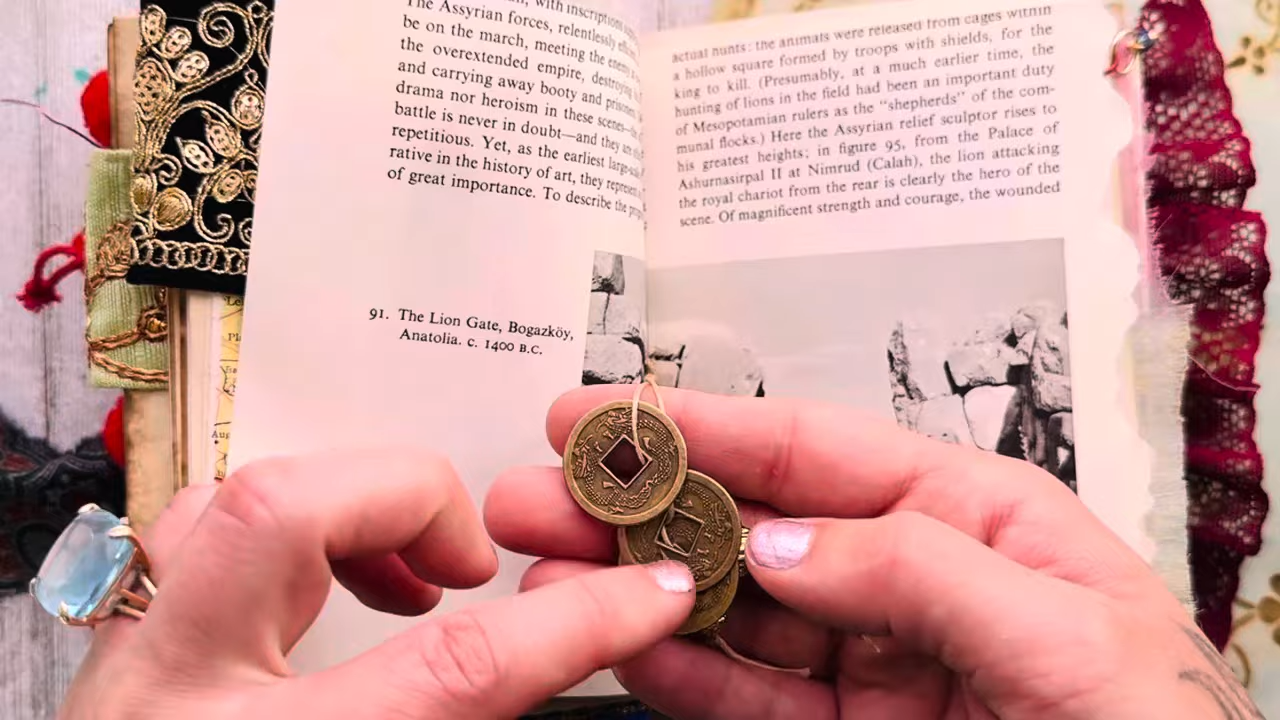 with inscriptions
The Assyrian forces, relentlessly
be on the march, meeting the enemy
the overextended empire, destroying
and carrying away booty and prisoners,
drama nor heroism in these scenes—the
battle is never in doubt—and they are
repetitious. Yet, as the earliest large-scale
rative in the history of art, they represent
of great importance. To describe the
91. The Lion Gate, Bogazköy,
Anatolia. c. 1400 B.C.
actual hunts: the animals were released from cages within
a hollow square formed by troops with shields, for the
king to kill. (Presumably, at a much earlier time, the
hunting of lions in the field had been an important duty
of Mesopotamian rulers as the "shepherds" of the com-
munal flocks.) Here the Assyrian relief sculptor rises to
his greatest heights; in figure 95, from the Palace of
Ashurnasirpal II at Nimrud (Calah), the lion attacking
the royal chariot from the rear is clearly the hero of the
scene. Of magnificent strength and courage, the wounded